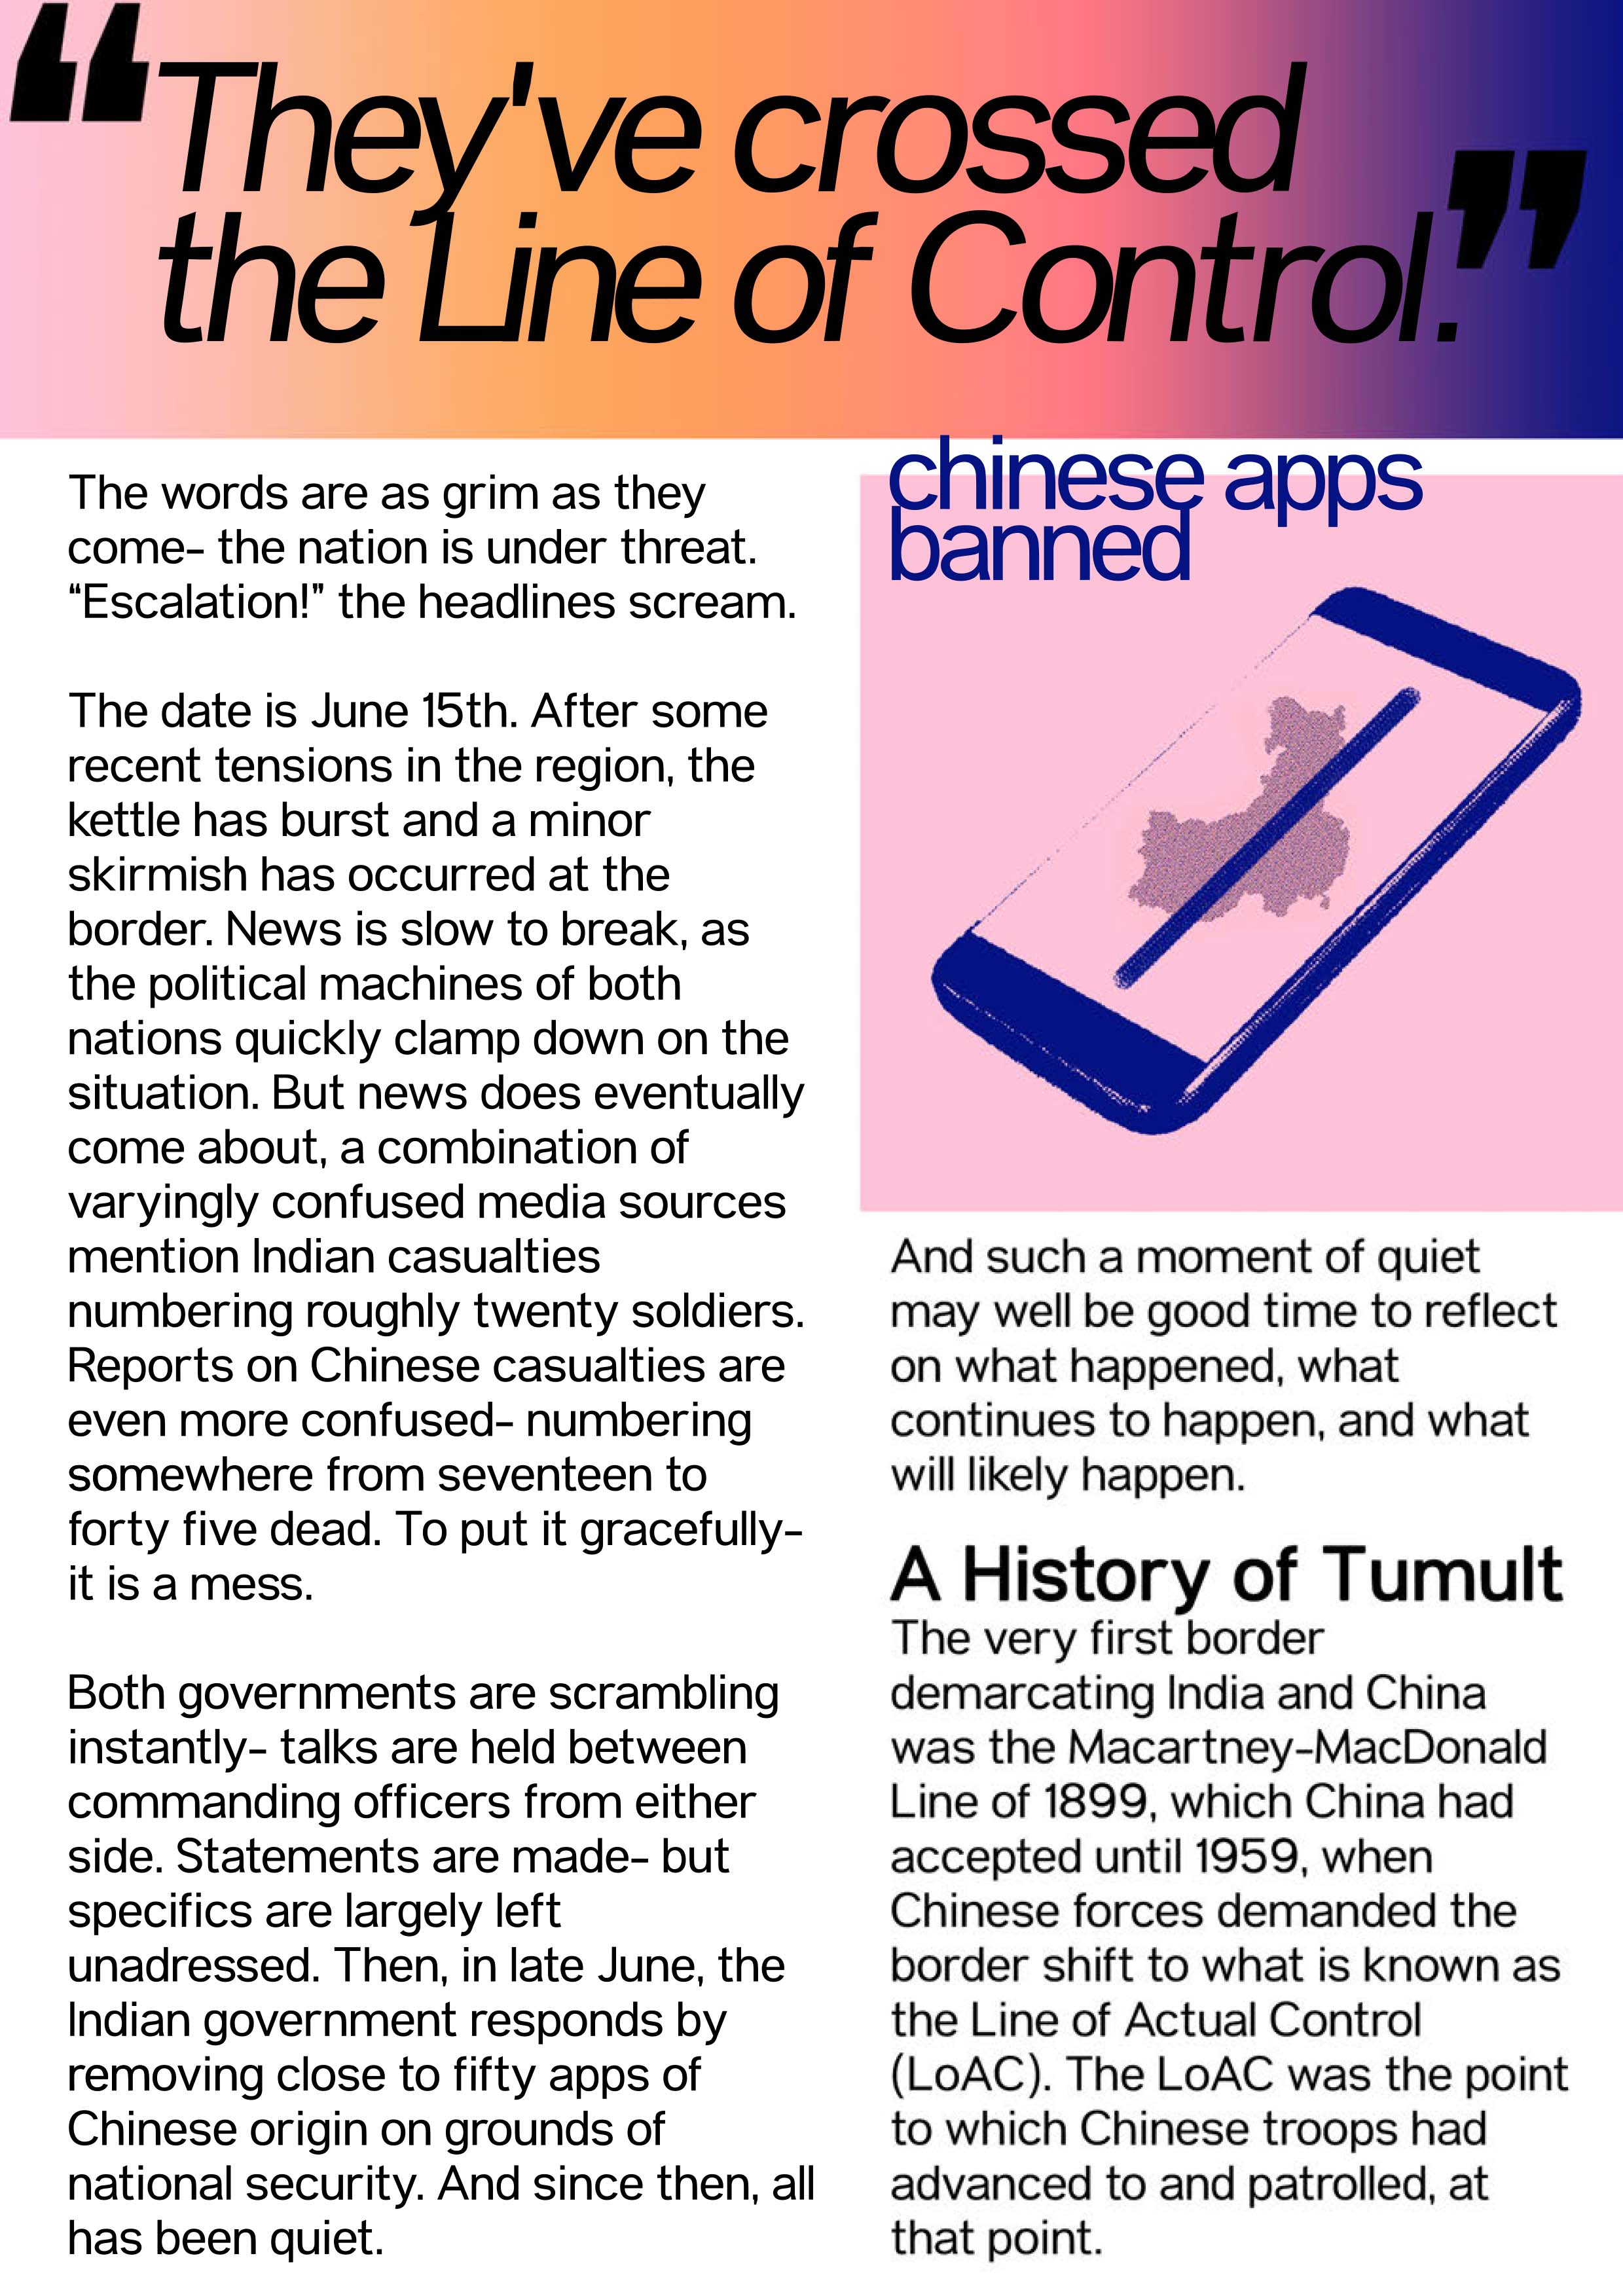 “They've crossed
the Line of Control.”
The words are as grim as they
come- the nation is under threat.
“Escalation!” the headlines scream.
The date is June 15th. After some
recent tensions in the region, the
kettle has burst and a minor
skirmish has occurred at the
border. News is slow to break, as
the political machines of both
nations quickly clamp down on the
situation. But news does eventually
come about, a combination of
varyingly confused media sources
mention Indian casualties
numbering roughly twenty soldiers.
Reports on Chinese casualties are
even more confused- numbering
somewhere from seventeen to
forty five dead. To put it gracefully-
it is a mess.
Both governments are scrambling
instantly- talks are held between
commanding officers from either
side. Statements are made- but
specifics are largely left
unadressed. Then, in late June, the
Indian government responds by
removing close to fifty apps of
Chinese origin on grounds of
national security. And since then, all
has been quiet.
chinese apps
banned
And such a moment of quiet
may well be good time to reflect
on what happened, what
continues to happen, and what
will likely happen.
A History of Tumult
The very first border
demarcating India and China
was the Macartney-MacDonald
Line of 1899, which China had
accepted until 1959, when
Chinese forces demanded the
border shift to what is known as
the Line of Actual Control
(LoAC). The LoAC was the point
to which Chinese troops had
advanced to and patrolled, at
that point.